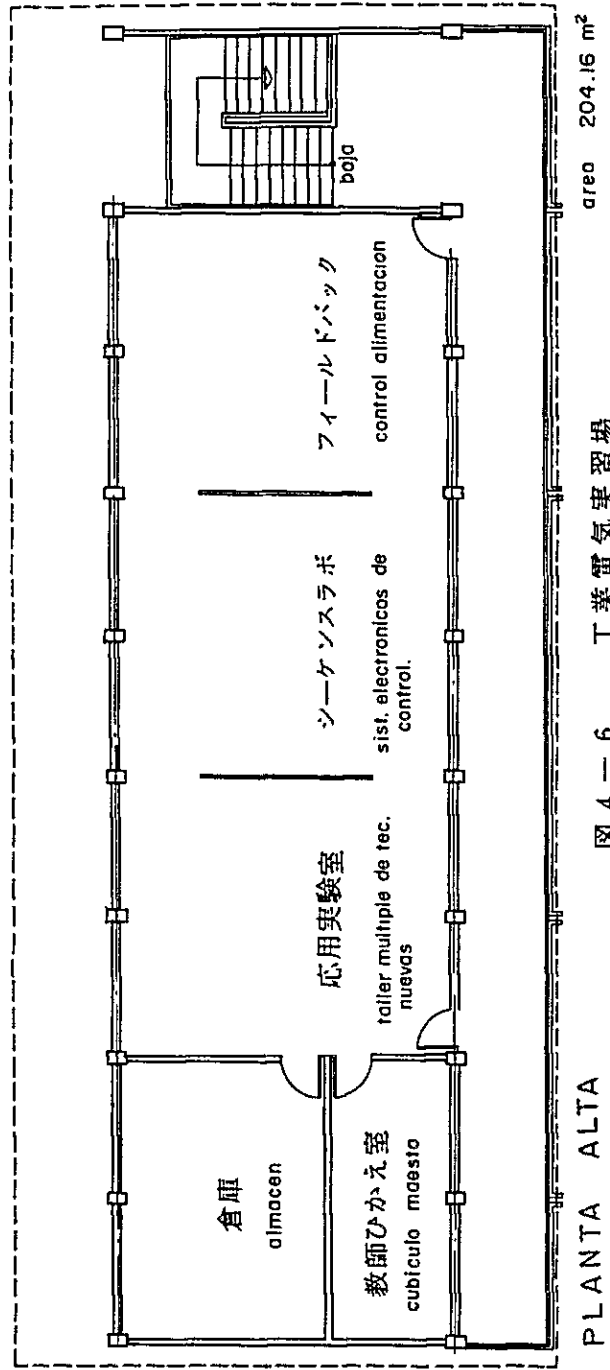 倉庫
almacen
教師ひかえ室
cubiculo maesto
応用実験室
taller multiple de tec.
nuevas
シーケンスラボ
sist. electronicos de
control.
フィールドバック
control alimentacion
baja
PLANTA ALTA
area 204.16 m²
図4－6 工業電気実習場